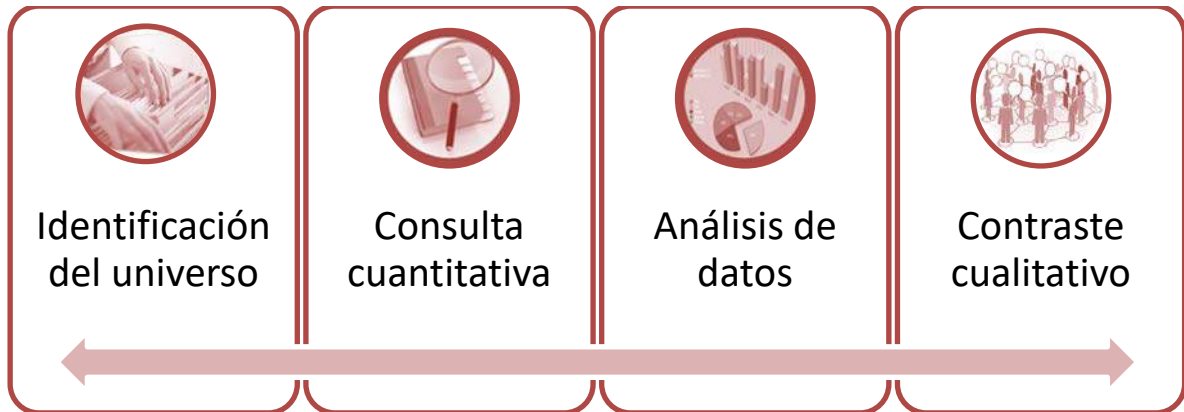 Identificación
del universo
Consulta
cuantitativa
Análisis de
datos
Contraste
cualitativo